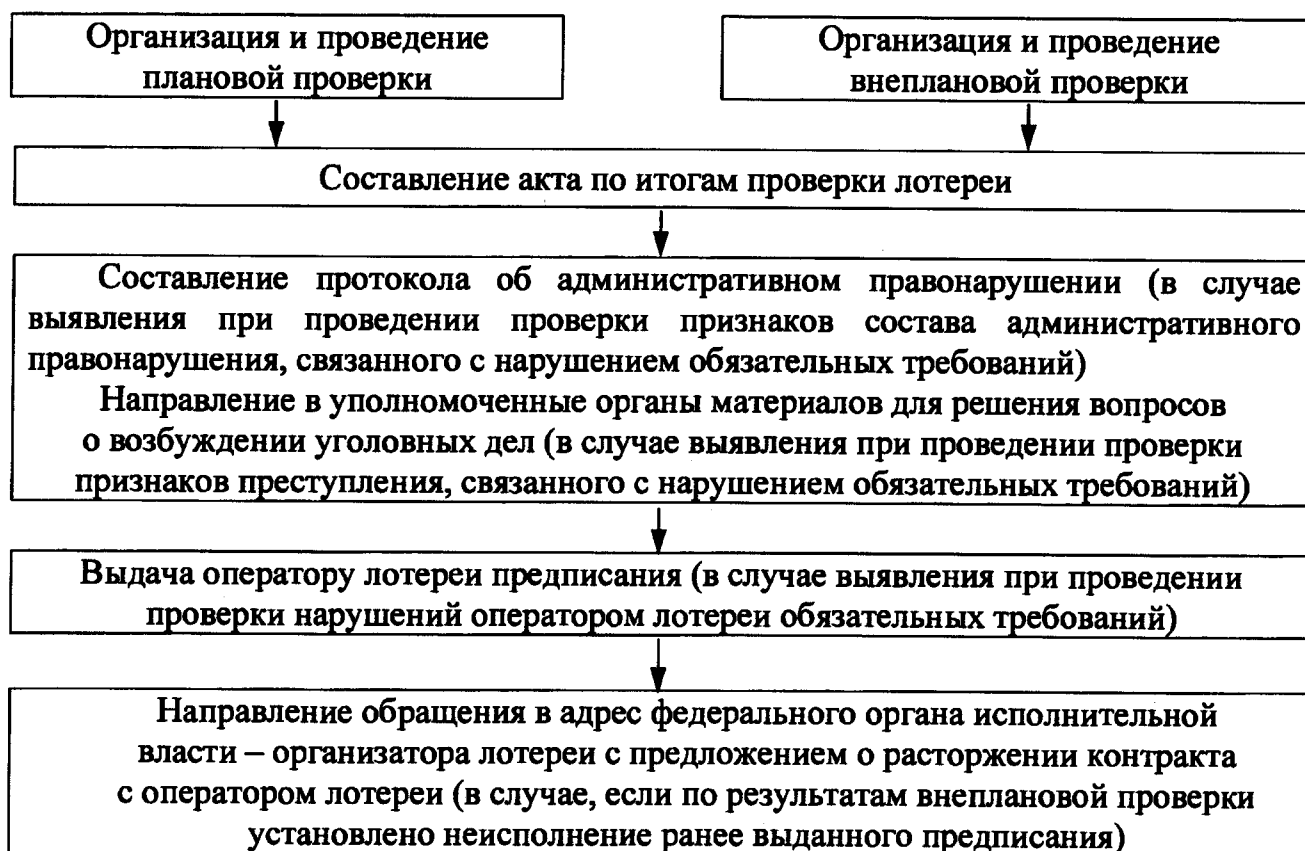 Организация и проведение
плановой проверки
Организация и проведение
внеплановой проверки
Составление акта по итогам проверки лотереи
Составление протокола об административном правонарушении (в случае
выявления при проведении проверки признаков состава административного
правонарушения, связанного с нарушением обязательных требований)
Направление в уполномоченные органы материалов для решения вопросов
о возбуждении уголовных дел (в случае выявления при проведении проверки
признаков преступления, связанного с нарушением обязательных требований)
Выдача оператору лотереи предписания (в случае выявления при проведении
проверки нарушений оператором лотереи обязательных требований)
Направление обращения в адрес федерального органа исполнительной
власти – организатора лотереи с предложением о расторжении контракта
с оператором лотереи (в случае, если по результатам внеплановой проверки
установлено неисполнение ранее выданного предписания)